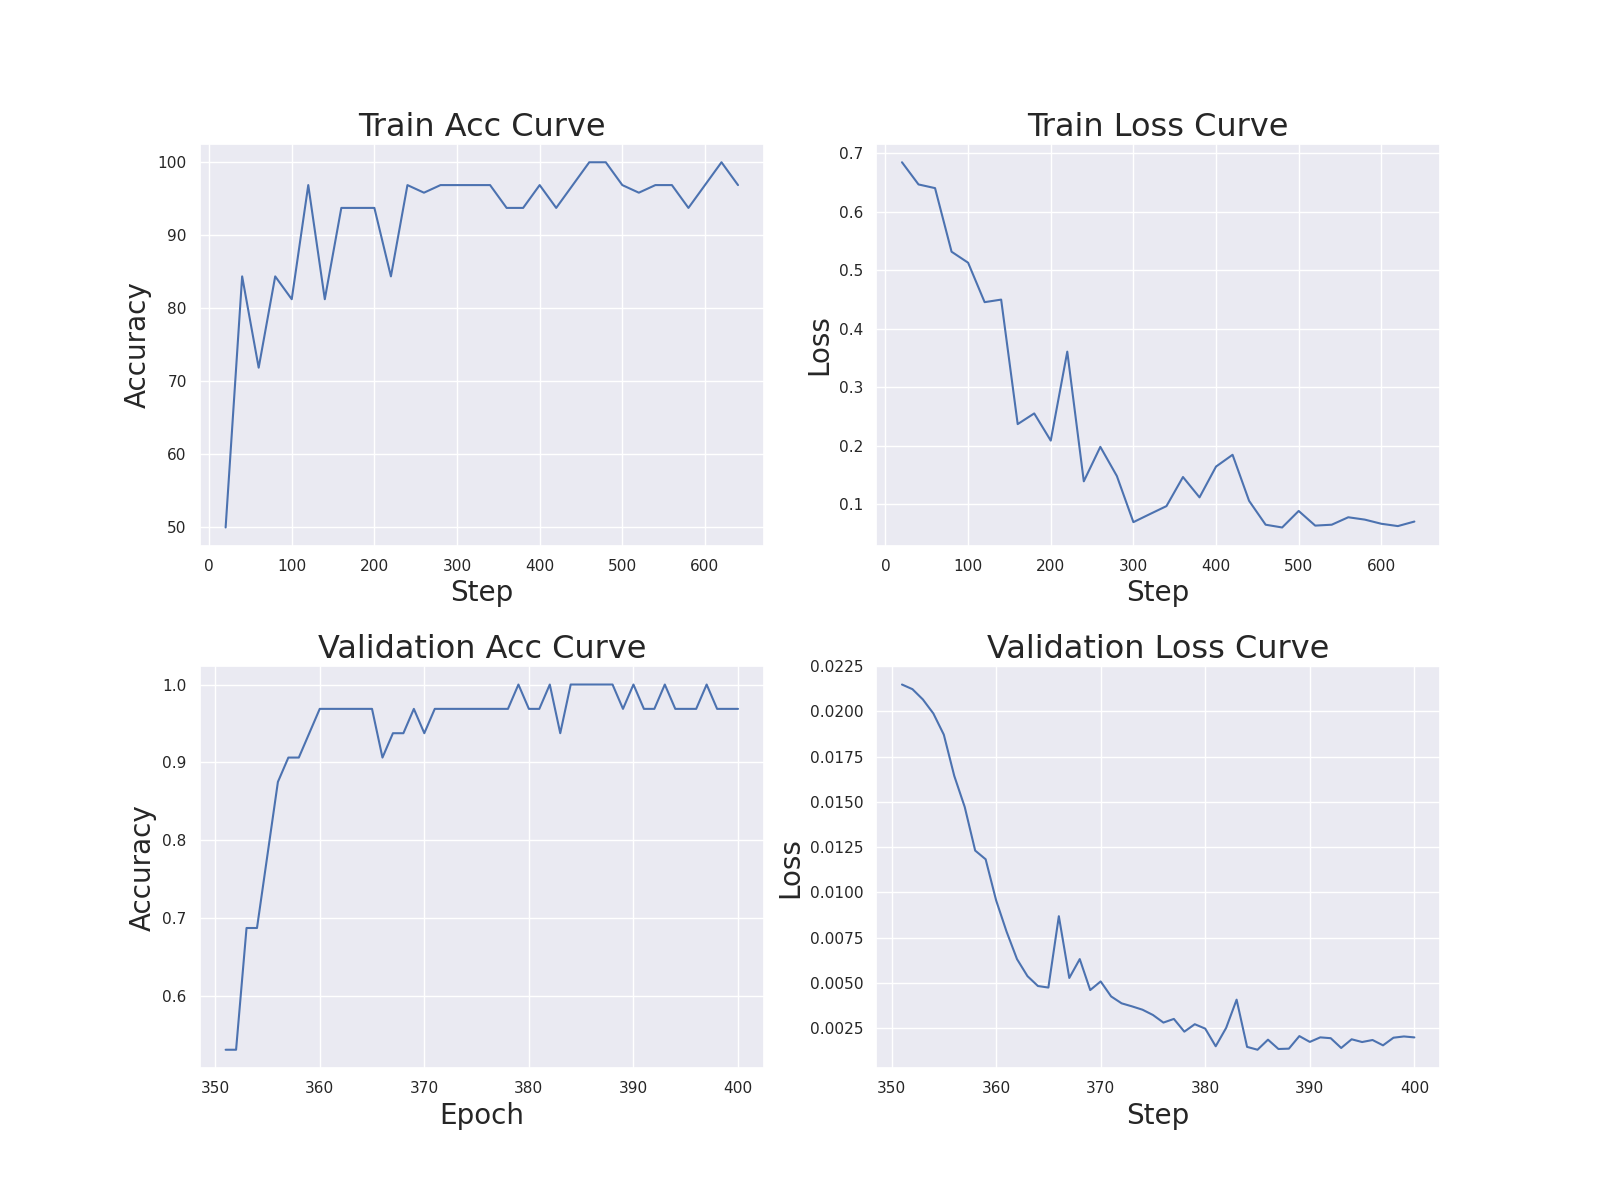 Train Acc Curve
Accuracy
100
90
80
70
60
50
0 100 200 300 400 500 600
Step
Train Loss Curve
Loss
0.7
0.6
0.5
0.4
0.3
0.2
0.1
0 100 200 300 400 500 600
Step
Validation Acc Curve
Accuracy
1.0
0.9
0.8
0.7
0.6
350 360 370 380 390 400
Epoch
Validation Loss Curve
Loss
0.0225
0.0200
0.0175
0.0150
0.0125
0.0100
0.0075
0.0050
0.0025
350 360 370 380 390 400
Step